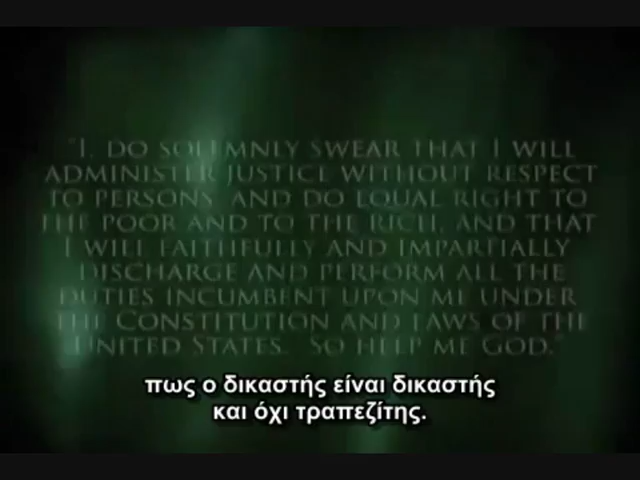 "I, DO SOLEMNLY SWEAR THAT I WILL
ADMINISTER JUSTICE WITHOUT RESPECT
TO PERSONS, AND DO EQUAL RIGHT TO
THE POOR AND TO THE RICH, AND THAT
I WILL FAITHFULLY AND IMPARTIALLY
DISCHARGE AND PERFORM ALL THE
DUTIES INCUMBENT UPON ME UNDER
THE CONSTITUTION AND LAWS OF THE
UNITED STATES. SO HELP ME GOD."
πως ο δικαστής είναι δικαστής
και όχι τραπεζίτης.